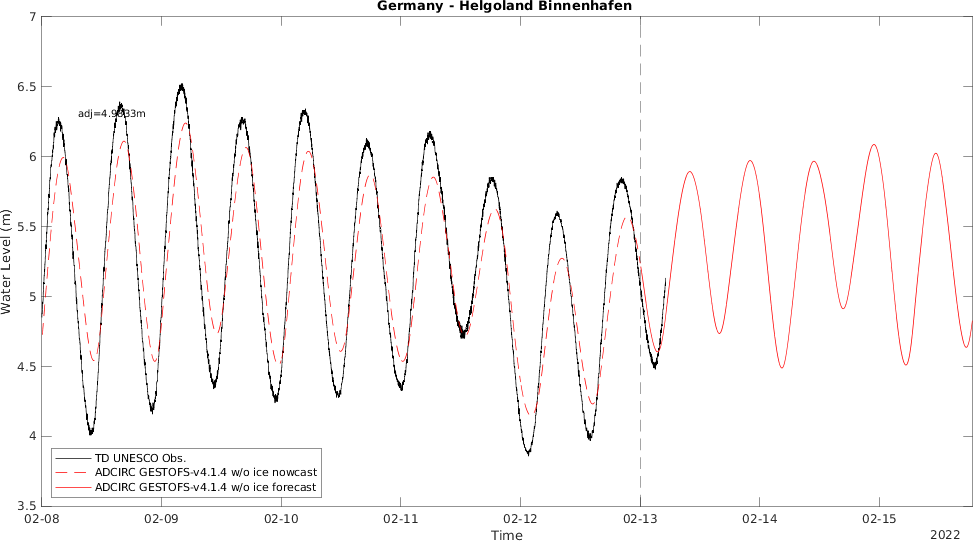 Germany - Helgoland Binnenhafen
7
6.5
6
5.5
5
4.5
4
3.5
Water Level (m)
TD UNESCO Obs.
ADCIRC GESTOFS-v4.1.4 w/o ice nowcast
ADCIRC GESTOFS-v4.1.4 w/o ice forecast
02-08
02-09
02-10
02-11
02-12
02-13
02-14
02-15
Time
2022